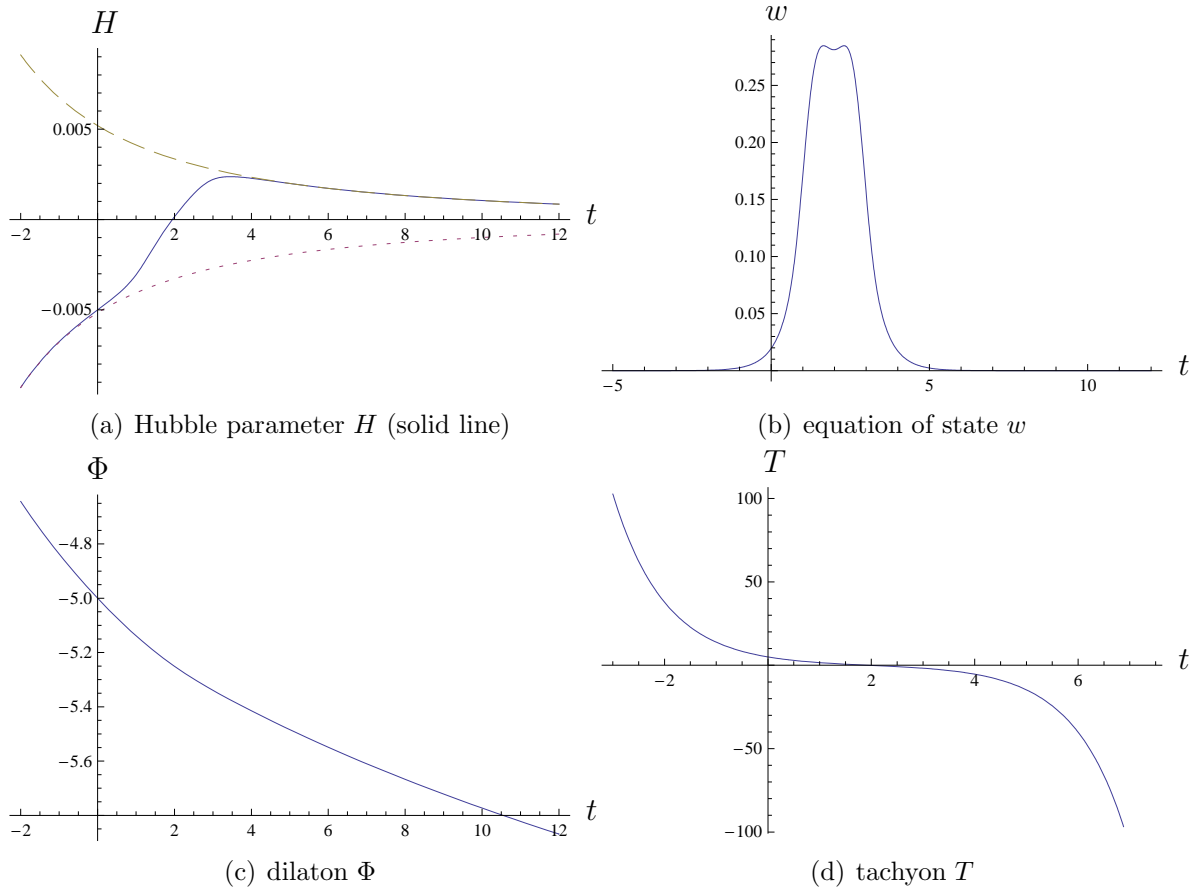 H
0.005
−0.005
−2 2 4 6 8 10 12
t
(a) Hubble parameter H (solid line)
w
0.25
0.20
0.15
0.10
0.05
−5 5 10
t
(b) equation of state w
Φ
−4.8
−5.0
−5.2
−5.4
−5.6
−2 2 4 6 8 10 12
t
(c) dilaton Φ
T
100
50
−2 2 4 6
t
−50
−100
(d) tachyon T